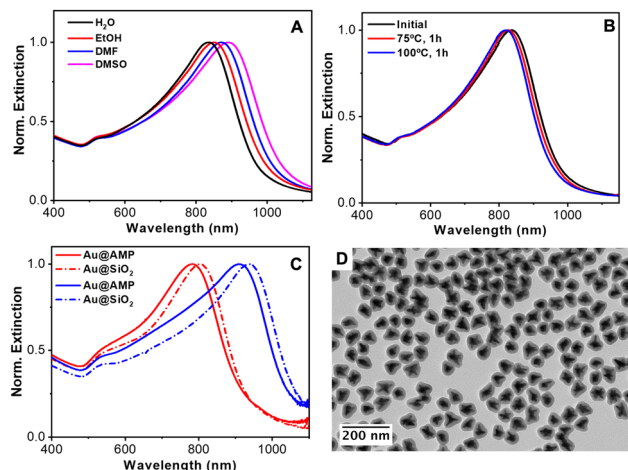 A
H₂O
EtOH
DMF
DMSO
Norm. Extinction
1.0
0.5
0.0
400 600 800 1000
Wavelength (nm)
B
Initial
75ºC, 1h
100ºC, 1h
Norm. Extinction
1.0
0.5
0.0
400 600 800 1000
Wavelength (nm)
C
Au@AMP
Au@SiO₂
Au@AMP
Au@SiO₂
Norm. Extinction
1.0
0.5
0.0
400 600 800 1000
Wavelength (nm)
D
200 nm